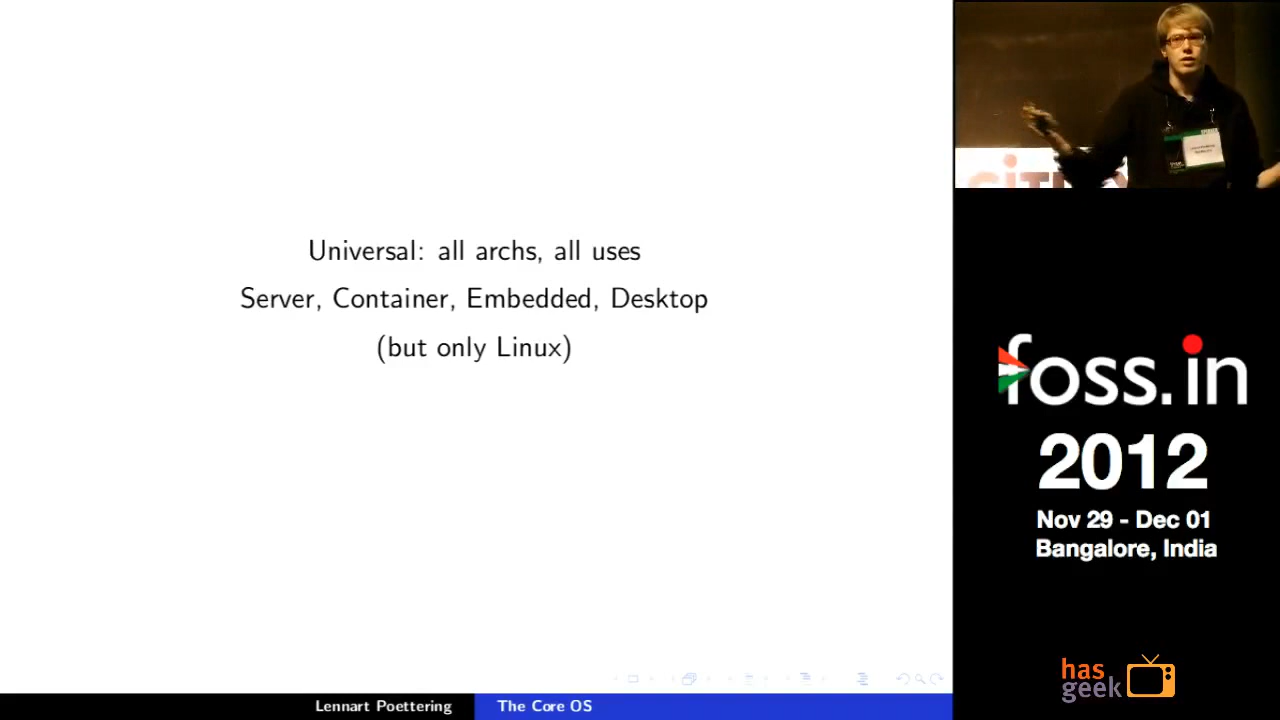 Universal: all archs, all uses
Server, Container, Embedded, Desktop
(but only Linux)
Lennart Poettering
The Core OS
foss.in
2012
Nov 29 - Dec 01
Bangalore, India
has
geek